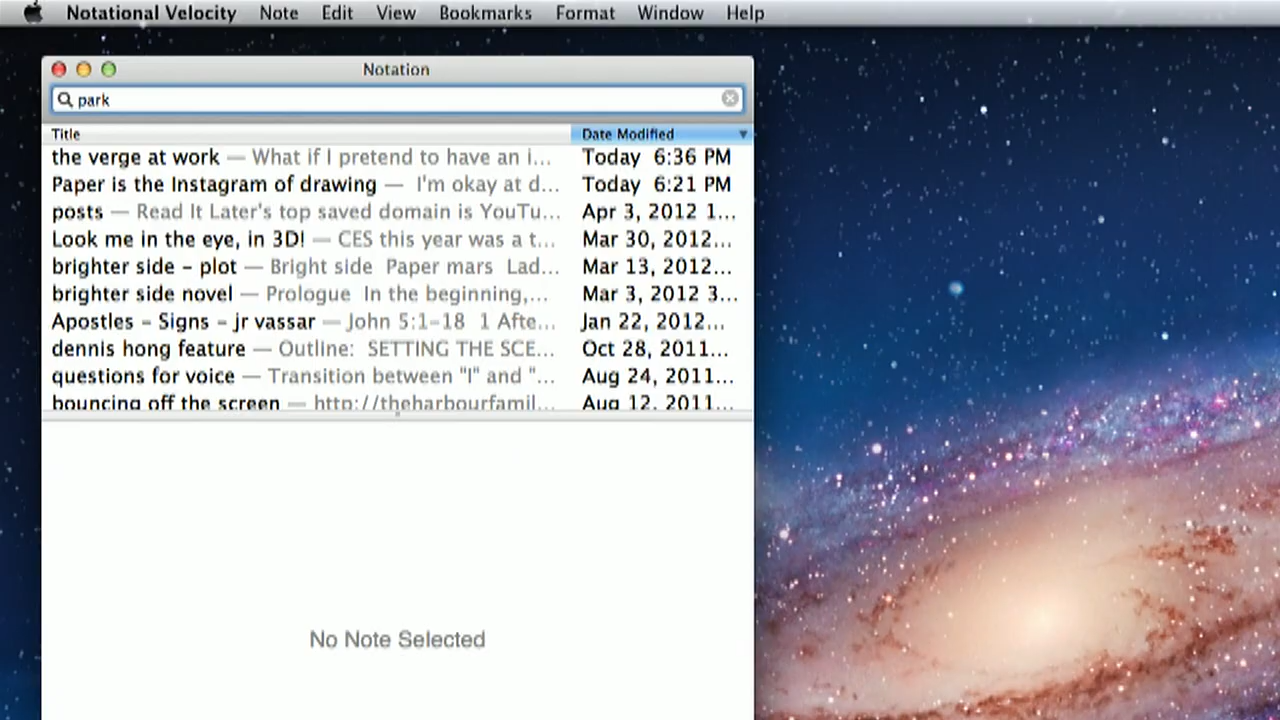 Notational Velocity Note Edit View Bookmarks Format Window Help
Notation
park
Title Date Modified
the verge at work — What if I pretend to have an i... Today 6:36 PM
Paper is the Instagram of drawing — I'm okay at d... Today 6:21 PM
posts — Read It Later's top saved domain is YouTu... Apr 3, 2012 1...
Look me in the eye, in 3D! — CES this year was a t... Mar 30, 2012...
brighter side - plot — Bright side Paper mars Lad... Mar 13, 2012...
brighter side novel — Prologue In the beginning,... Mar 3, 2012 3...
Apostles - Signs - jr vassar — John 5:1-18 1 Afte... Jan 22, 2012...
dennis hong feature — Outline: SETTING THE SCE... Oct 28, 2011...
questions for voice — Transition between "I" and "... Aug 24, 2011...
bouncing off the screen — http://theharbourfamil... Aug 12, 2011...
No Note Selected